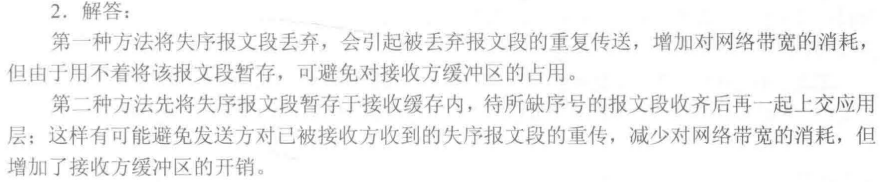 2．解答：
第一种方法将失序报文段丢弃，会引起被丢弃报文段的重复传送，增加对网络带宽的消耗，
但由于用不着将该报文段暂存，可避免对接收方缓冲区的占用。
第二种方法先将失序报文段暂存于接收缓存内，待所缺序号的报文段收齐后再一起上交应用
层；这样有可能避免发送方对已被接收方收到的失序报文段的重传，减少对网络带宽的消耗，但
增加了接收方缓冲区的开销。